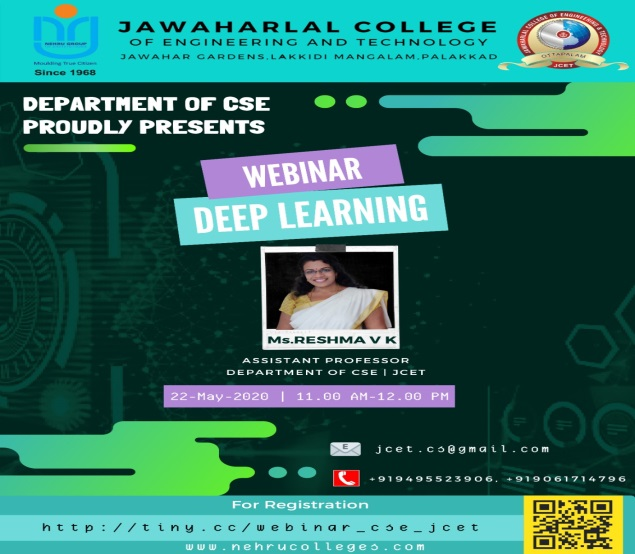 NEHRU GROUP
Moulding True Citizen
Since 1968
JAWAHARLAL COLLEGE
OF ENGINEERING AND TECHNOLOGY
JAWAHAR GARDENS,LAKKIDI MANGALAM,PALAKKAD
JAWAHARLAL COLLEGE OF ENGINEERING & TECHNOLOGY
OTTAPALAM
JCET
DEPARTMENT OF CSE
PROUDLY PRESENTS
WEBINAR
DEEP LEARNING
Ms.RESHMA V K
ASSISTANT PROFESSOR
DEPARTMENT OF CSE | JCET
22-May-2020 | 11.00 AM-12.00 PM
jcet.cs@gmail.com
+919495523906, +919061714796
For Registration
http://tiny.cc/webinar_cse_jcet
www.nehrucolleges.com